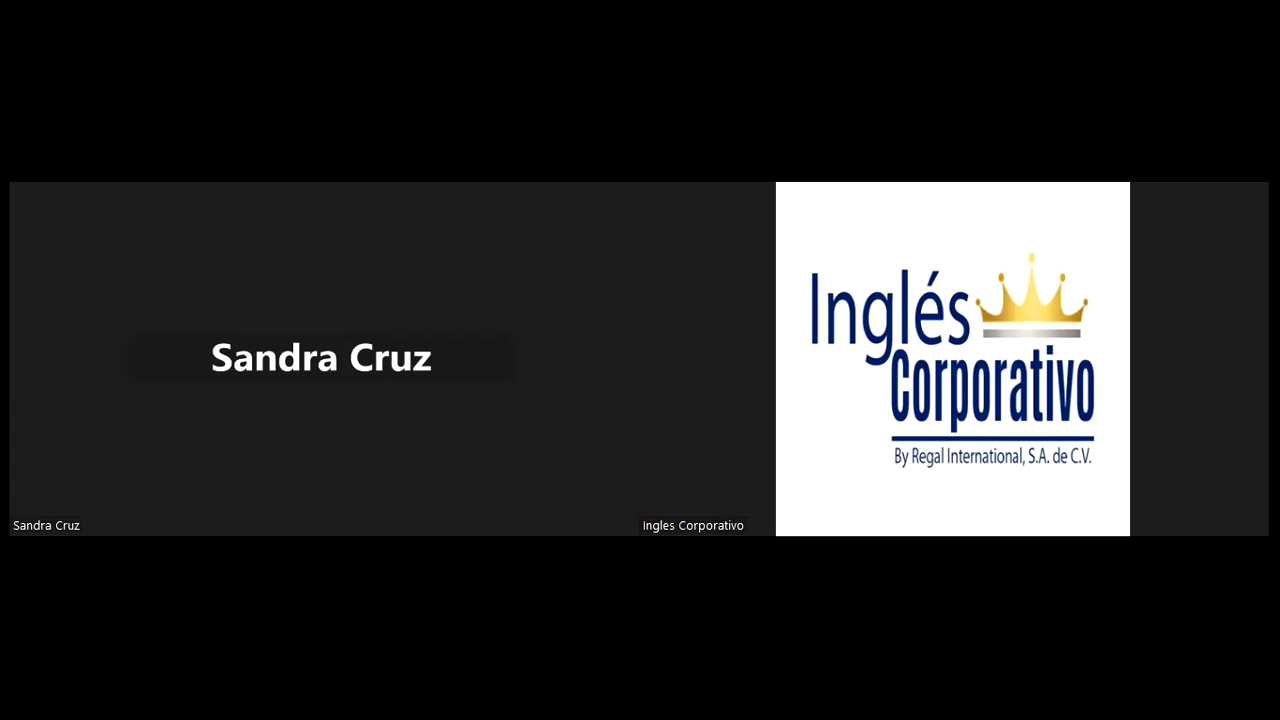 Sandra Cruz
Sandra Cruz
Ingles Corporativo
Inglés
Corporativo
By Regal International, S.A. de C.V.